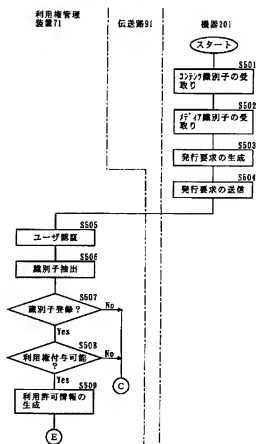 利用権管理
装置71
伝送路91
機器201
スタート
S501
コンテンツ識別子の受
取り
S502
メディア識別子の受
取り
S503
発行要求の生成
S504
発行要求の送信
S505
ユーザ認証
S506
識別子抽出
S507
識別子登録?
No
Yes
S508
利用権付与可能
?
No
Yes
C
S509
利用許可情報の
生成
E